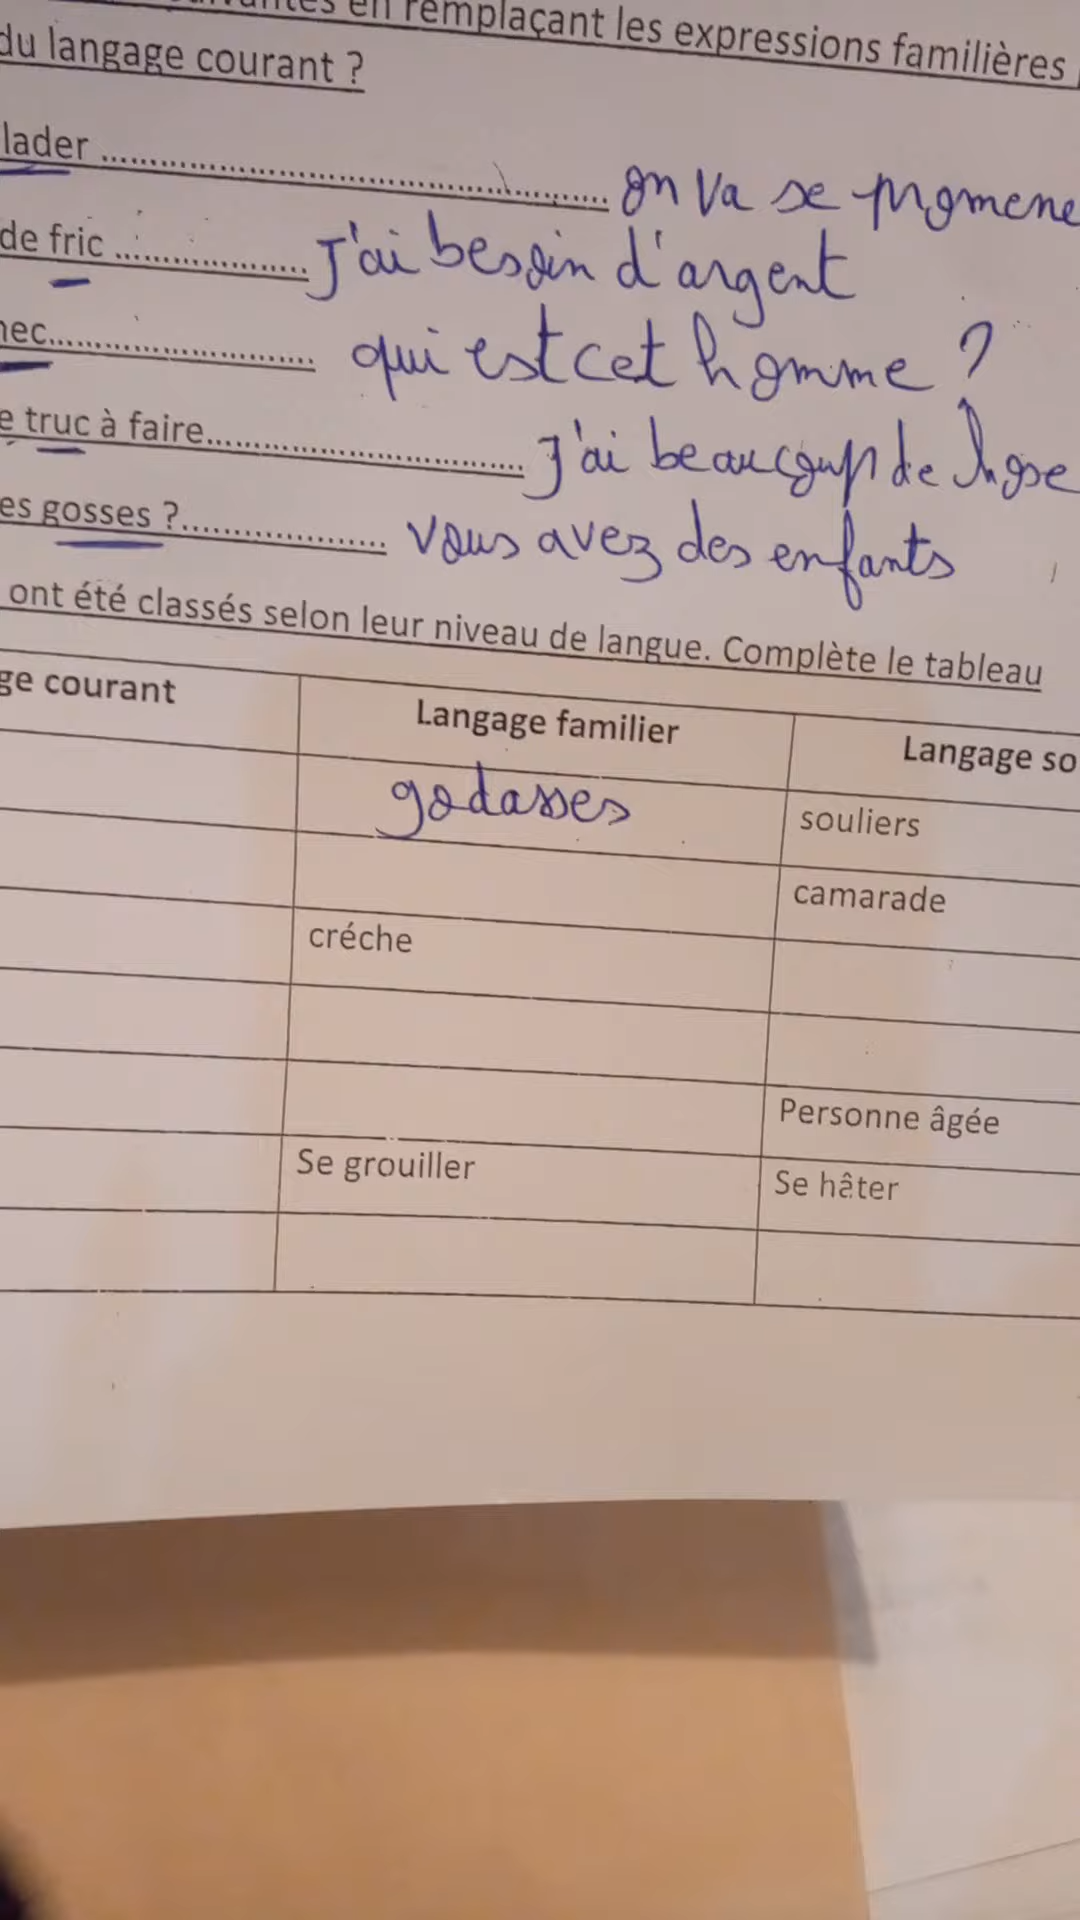 en remplaçant les expressions familières
du langage courant ?
lader ........................ on va se promene
de fric ........................ J'ai besoin d'argent
nec........................ qui est cet homme ?
e truc à faire........................ J'ai beaucoup de
es gosses ?........................ vous avez des enfants
ont été classés selon leur niveau de langue. Complète le tableau
ge courant Langage familier Langage so
godasses souliers
camarade
créche
Personne âgée
Se grouiller Se hâter